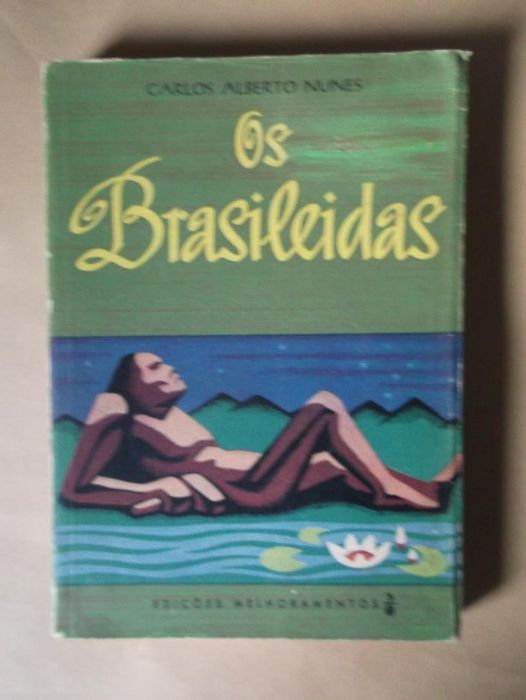 CARLOS ALBERTO NUNES
Os
Brasileidas
EDIÇÕES MELHORAMENTOS